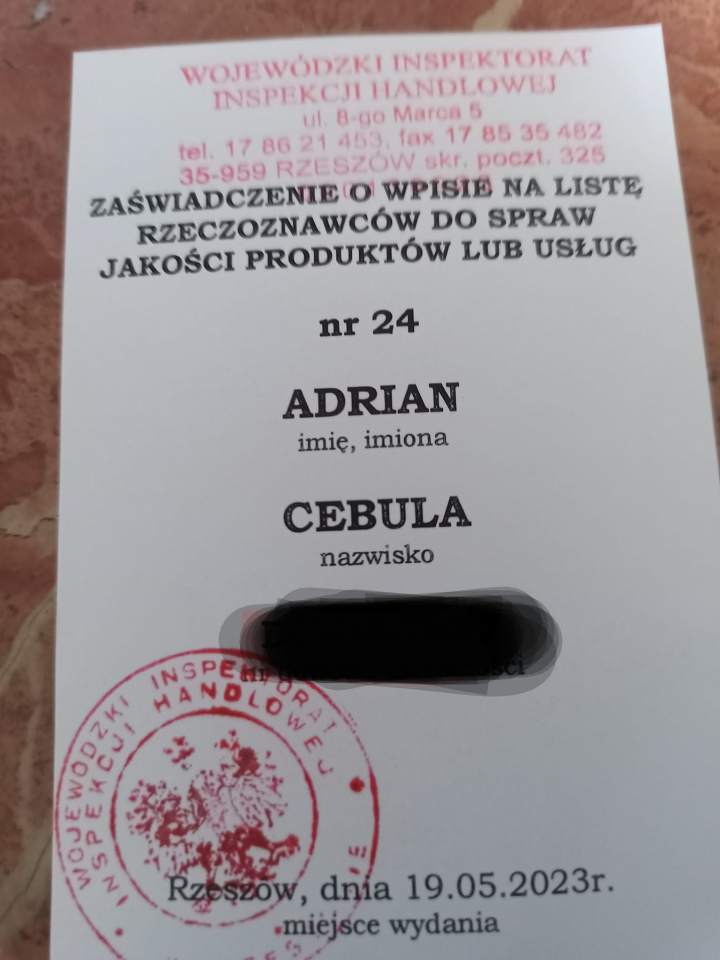 WOJEWÓDZKI INSPEKTORAT
INSPEKCJI HANDLOWEJ
ul. 8-go Marca 5
tel. 17 86 21 453, fax 17 85 35 482
35-959 RZESZÓW skr. poczt. 325
ZAŚWIADCZENIE O WPISIE NA LISTĘ
RZECZOZNAWCÓW DO SPRAW
JAKOŚCI PRODUKTÓW LUB USŁUG
nr 24
ADRIAN
imię, imiona
CEBULA
nazwisko
WOJEWÓDZKI INSPEKTORAT
INSPEKCJI HANDLOWEJ
Rzeszów, dnia 19.05.2023r.
miejsce wydania